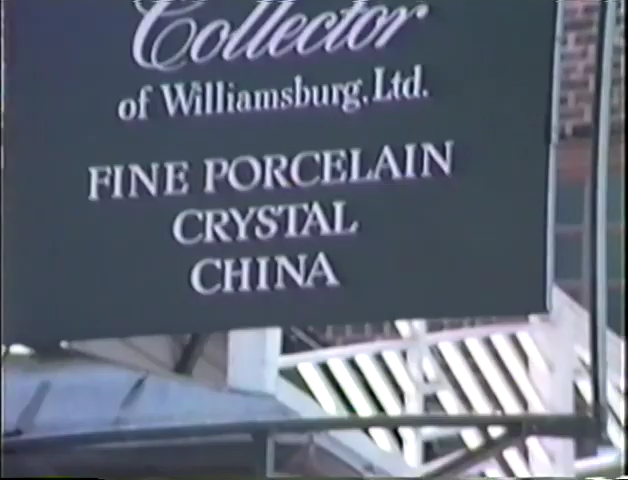 Collector
of Williamsburg, Ltd.
FINE PORCELAIN
CRYSTAL
CHINA